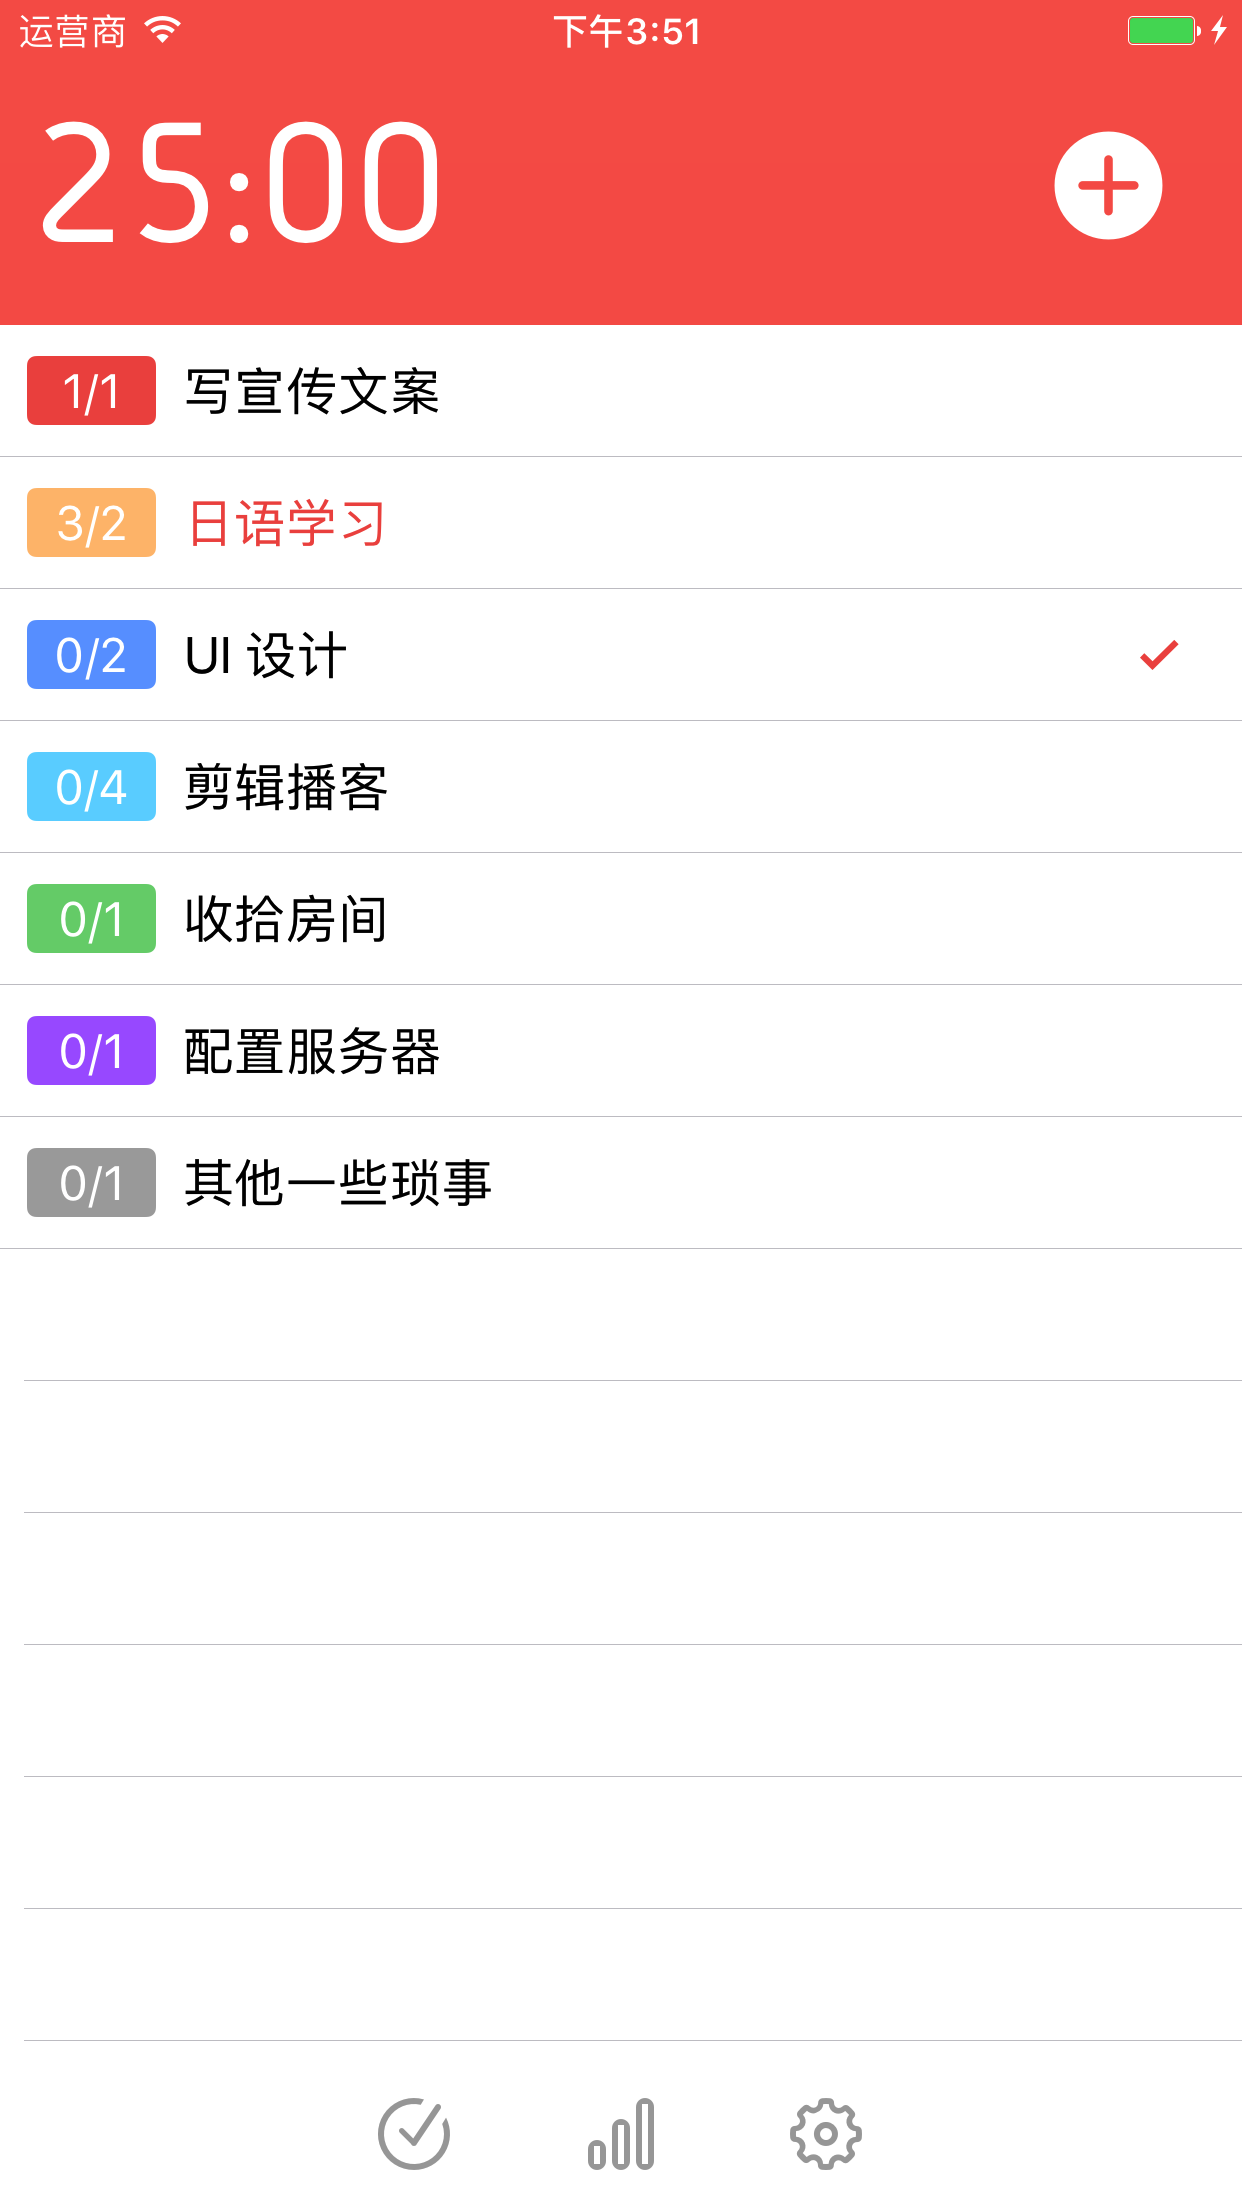 运营商 下午3:51
25:00
1/1 写宣传文案
3/2 日语学习
0/2 UI 设计
0/4 剪辑播客
0/1 收拾房间
0/1 配置服务器
0/1 其他一些琐事